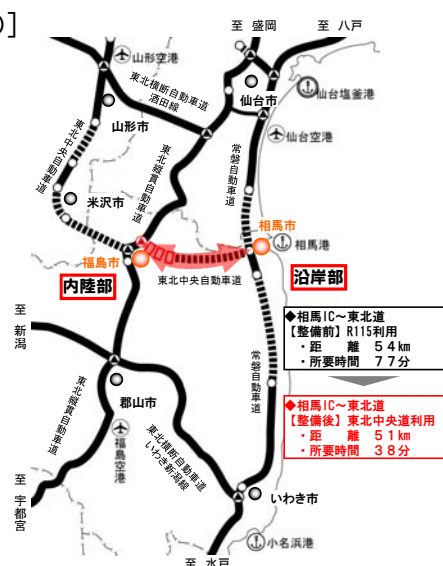 の]
至 盛岡
至 八戸
山形空港
東北横断自動車道
酒田線
仙台市
仙台塩釜港
山形市
東北中央自動車道
東北縦貫自動車道
常磐自動車道
仙台空港
米沢市
相馬市
相馬港
福島市
内陸部
東北中央自動車道
沿岸部
至 新潟
◆相馬IC~東北道
【整備前】R115利用
・距 離 54km
・所要時間 77分
常磐自動車道
◆相馬IC~東北道
【整備後】東北中央道利用
・距 離 51km
・所要時間 38分
郡山市
東北縦貫自動車道
福島空港
東北横断自動車道
いわき新潟線
至 宇都宮
いわき市
小名浜港
至 水戸